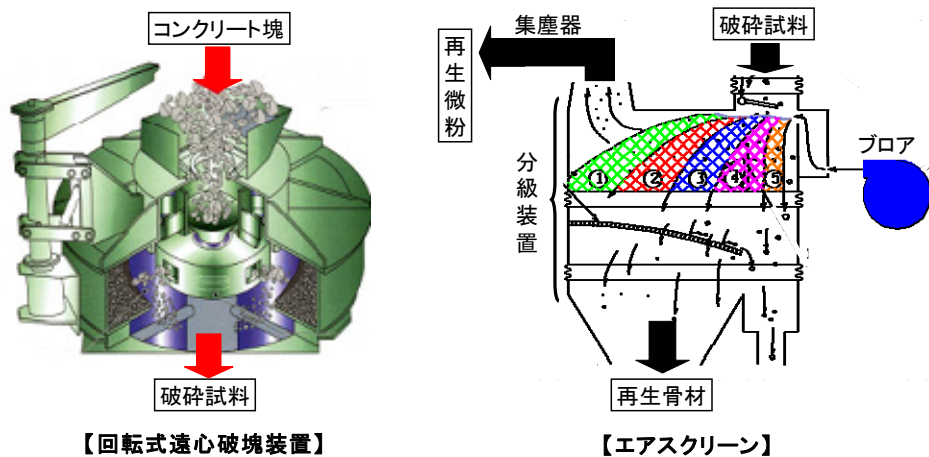 コンクリート塊
破砕試料
【回転式遠心破塊装置】
集塵器
再生微粉
破砕試料
ブロア
分級装置
①
②
③
④
⑤
再生骨材
【エアスクリーン】